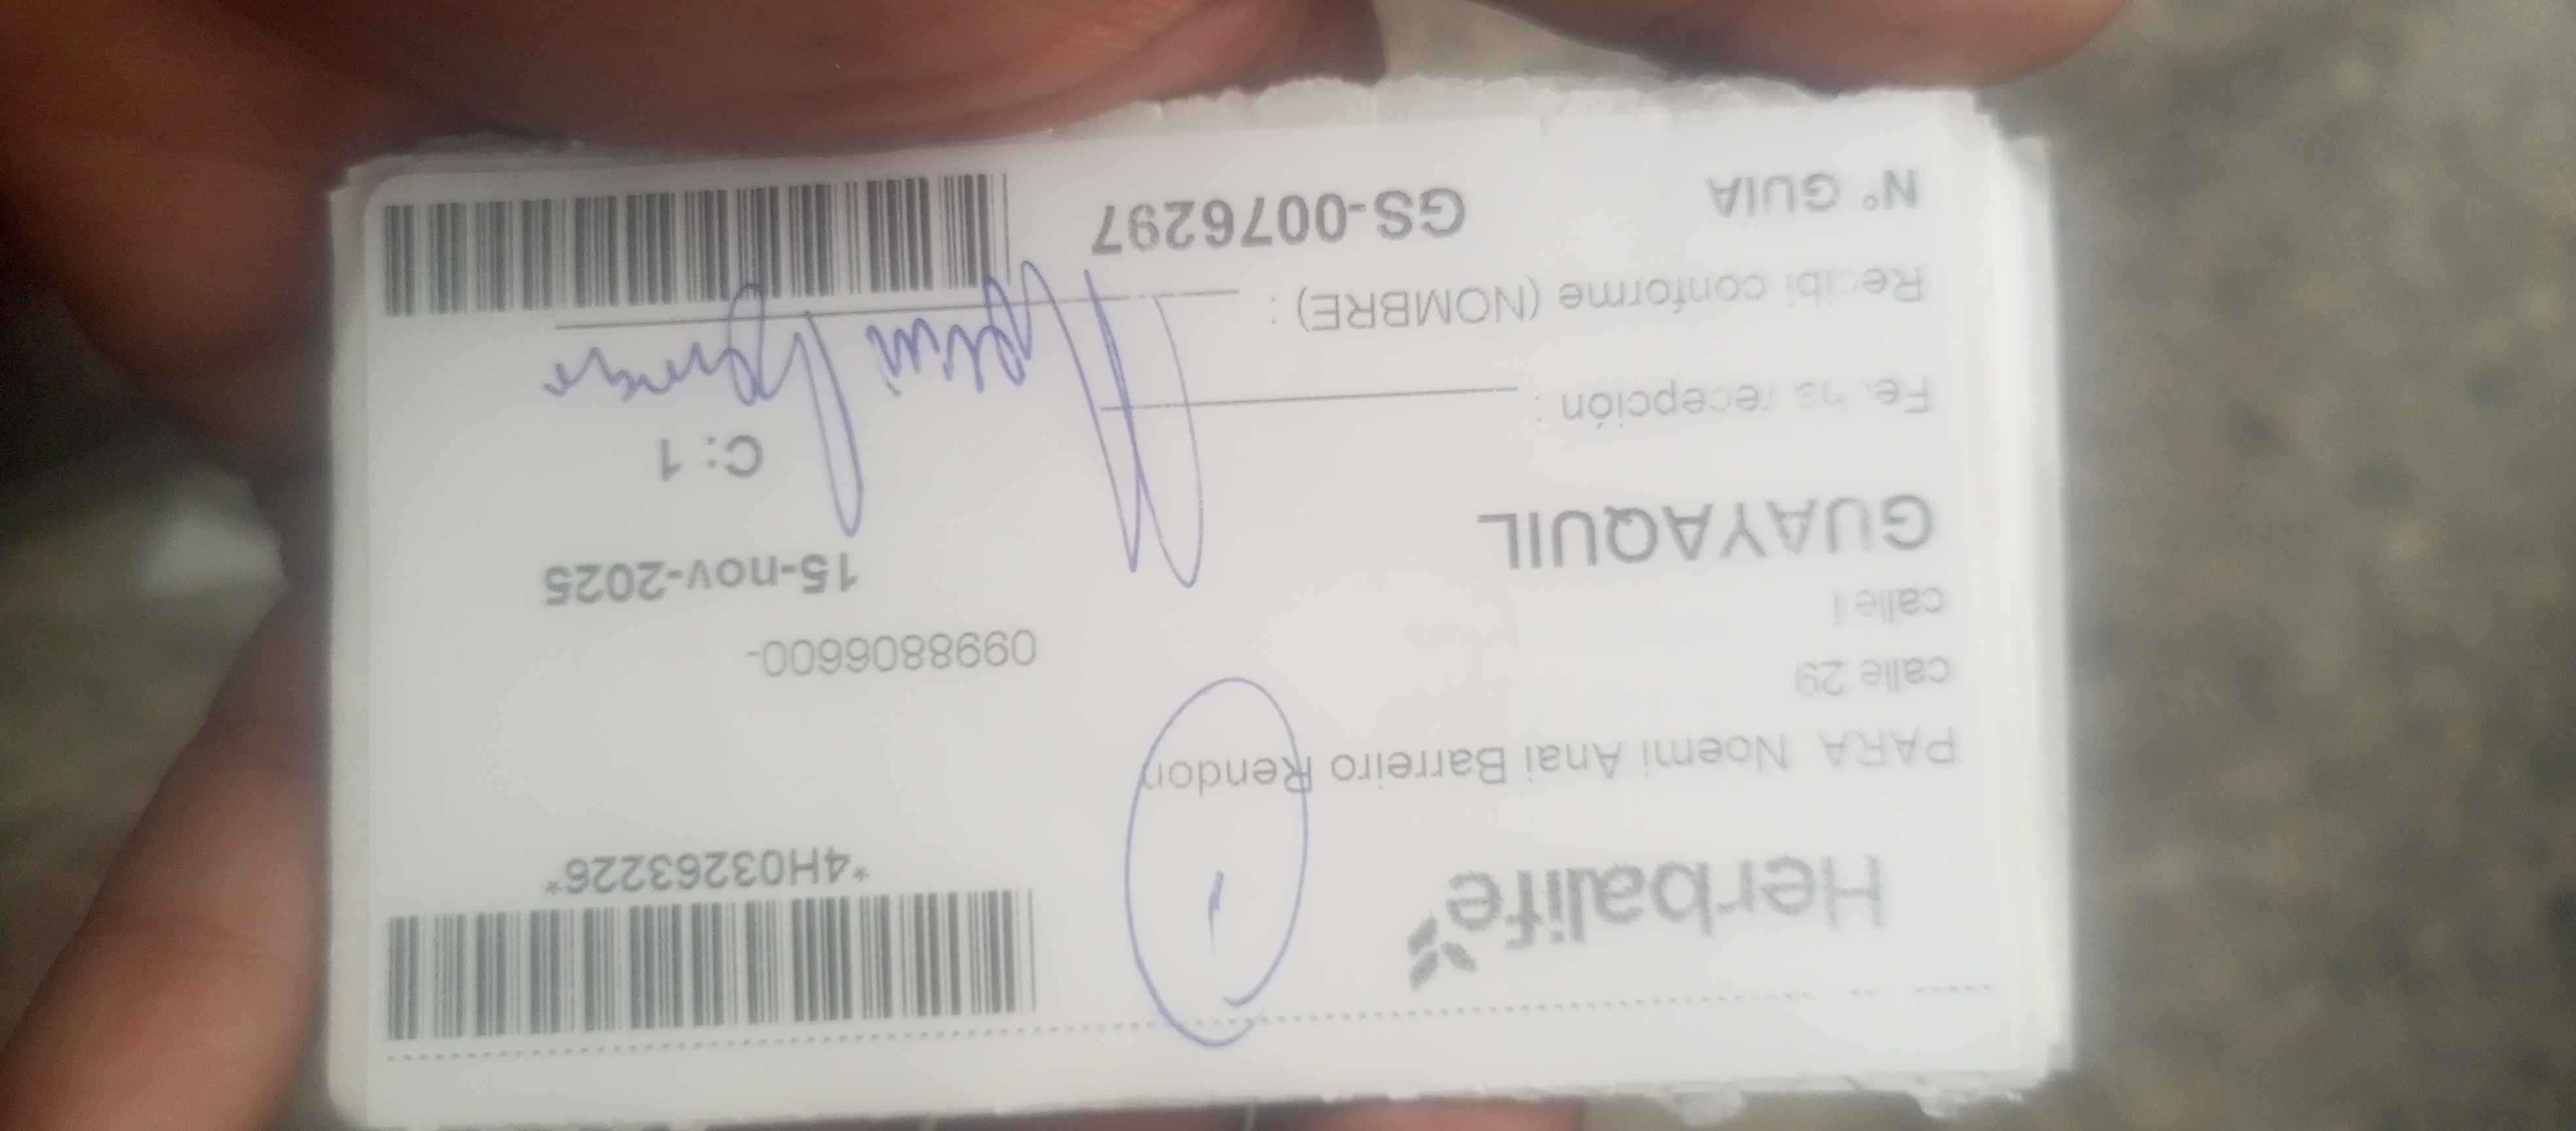 Herbalife
*4H03263226*
PARA Noemi Anai Barreiro Rendon
calle 29
0998806600-
calle i
GUAYAQUIL
15-nov-2025
C: 1
Fecha recepción :
Recibi conforme (NOMBRE) :
N° GUIA
GS-0076297